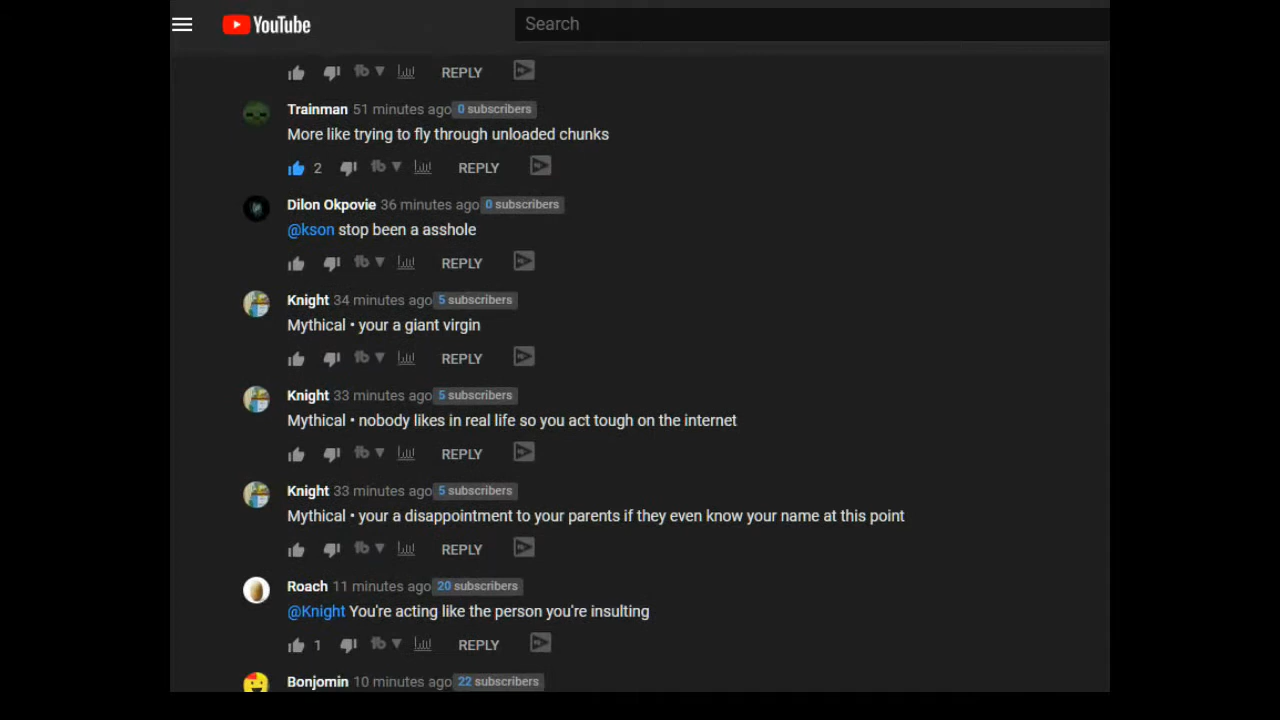 YouTube
Search
REPLY
Trainman 51 minutes ago 0 subscribers
More like trying to fly through unloaded chunks
2 REPLY
Dilon Okpovie 36 minutes ago 0 subscribers
@kson stop been a asshole
REPLY
Knight 34 minutes ago 5 subscribers
Mythical • your a giant virgin
REPLY
Knight 33 minutes ago 5 subscribers
Mythical • nobody likes in real life so you act tough on the internet
REPLY
Knight 33 minutes ago 5 subscribers
Mythical • your a disappointment to your parents if they even know your name at this point
REPLY
Roach 11 minutes ago 20 subscribers
@Knight You're acting like the person you're insulting
1 REPLY
Bonjomin 10 minutes ago 22 subscribers